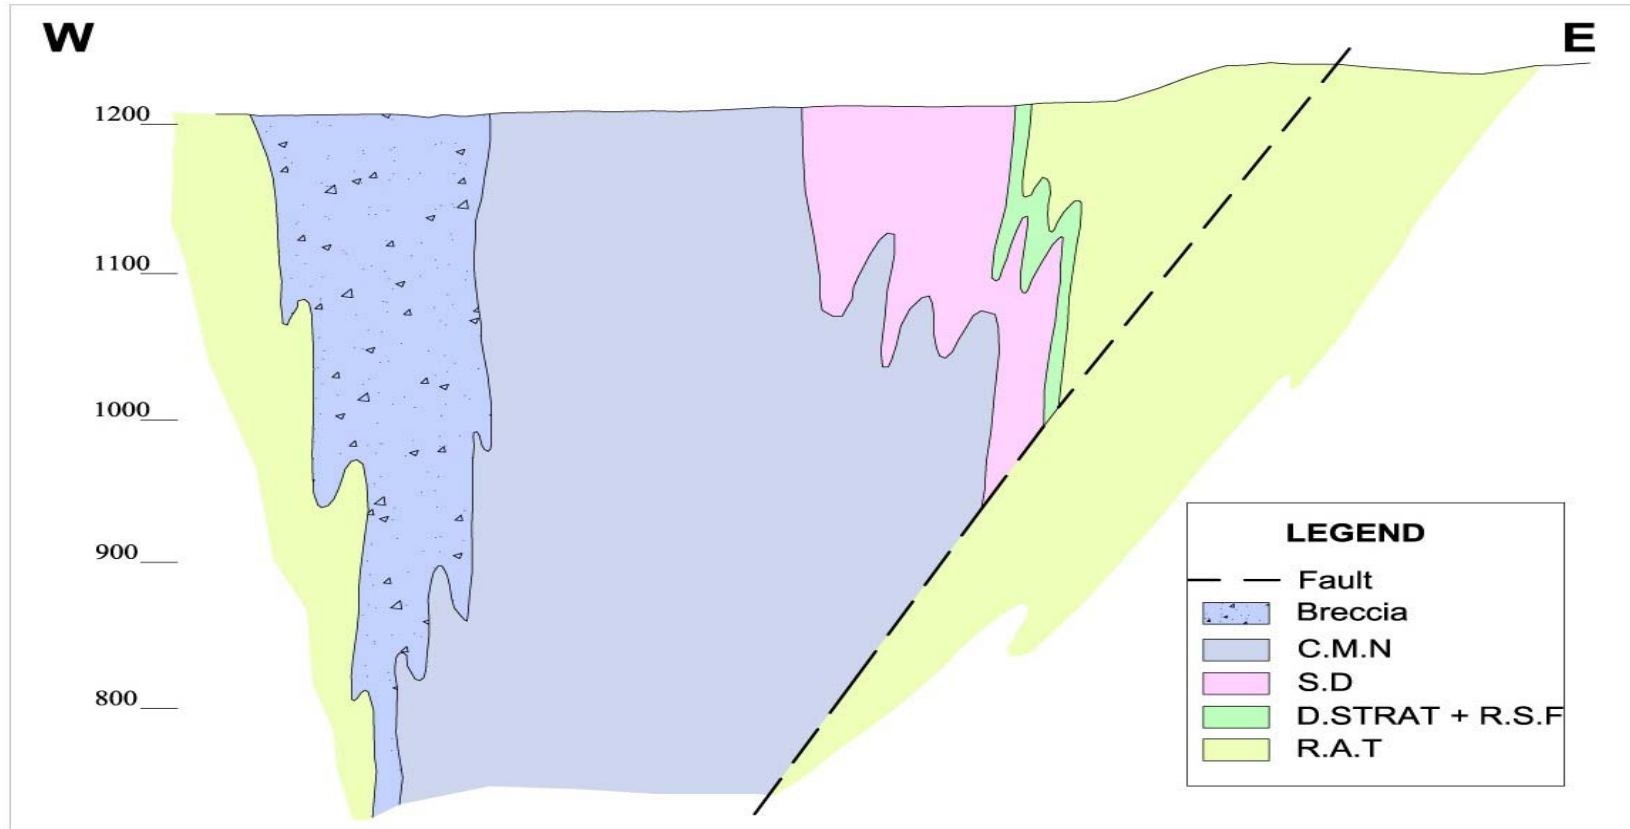 W
E
1200
1100
1000
900
800
LEGEND
Fault
Breccia
C.M.N
S.D
D.STRAT + R.S.F
R.A.T